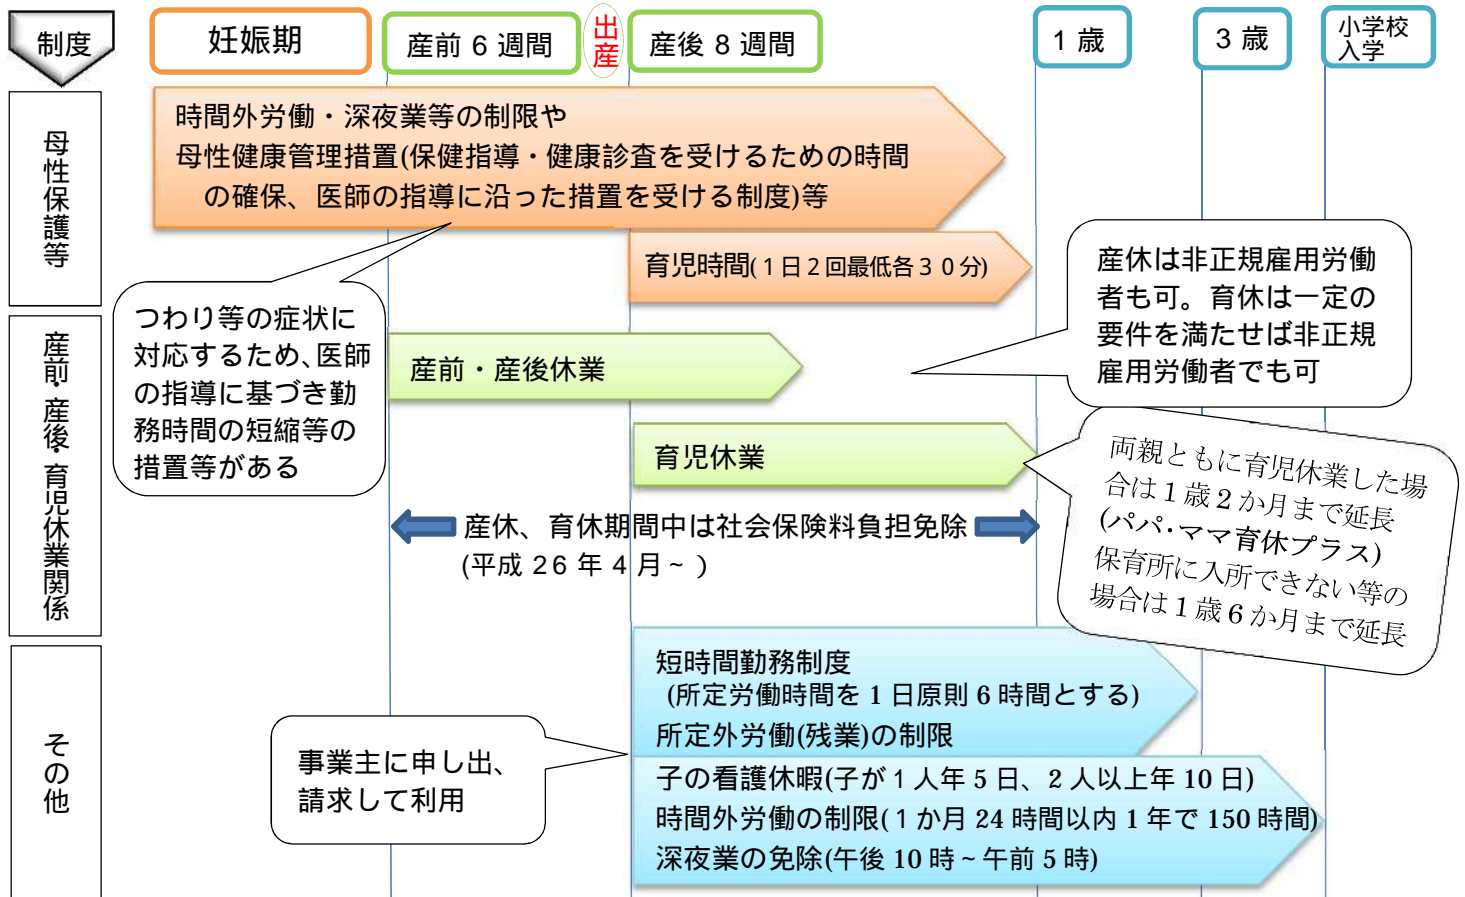 制度
妊娠期
産前６週間
出産
産後８週間
１歳
３歳
小学校
入学
母性保護等
時間外労働・深夜業等の制限や
母性健康管理措置(保健指導・健康診査を受けるための時間
の確保、医師の指導に沿った措置を受ける制度)等
育児時間(１日２回最低各３０分)
つわり等の症状に
対応するため、医師
の指導に基づき勤
務時間の短縮等の
措置等がある
産休は非正規雇用労働
者も可。育休は一定の
要件を満たせば非正規
雇用労働者でも可
産前・産後・育児休業関係
産前・産後休業
育児休業
両親ともに育児休業した場
合は１歳２か月まで延長
(パパ・ママ育休プラス)
保育所に入所できない等の
場合は１歳６か月まで延長
産休、育休期間中は社会保険料負担免除
(平成 26 年４月～ )
その他
短時間勤務制度
(所定労働時間を 1 日原則 6 時間とする)
所定外労働(残業)の制限
事業主に申し出、
請求して利用
子の看護休暇(子が１人年 5 日、2 人以上年 10 日)
時間外労働の制限(１か月 24 時間以内 1 年で 150 時間)
深夜業の免除(午後 10 時～午前 5 時)